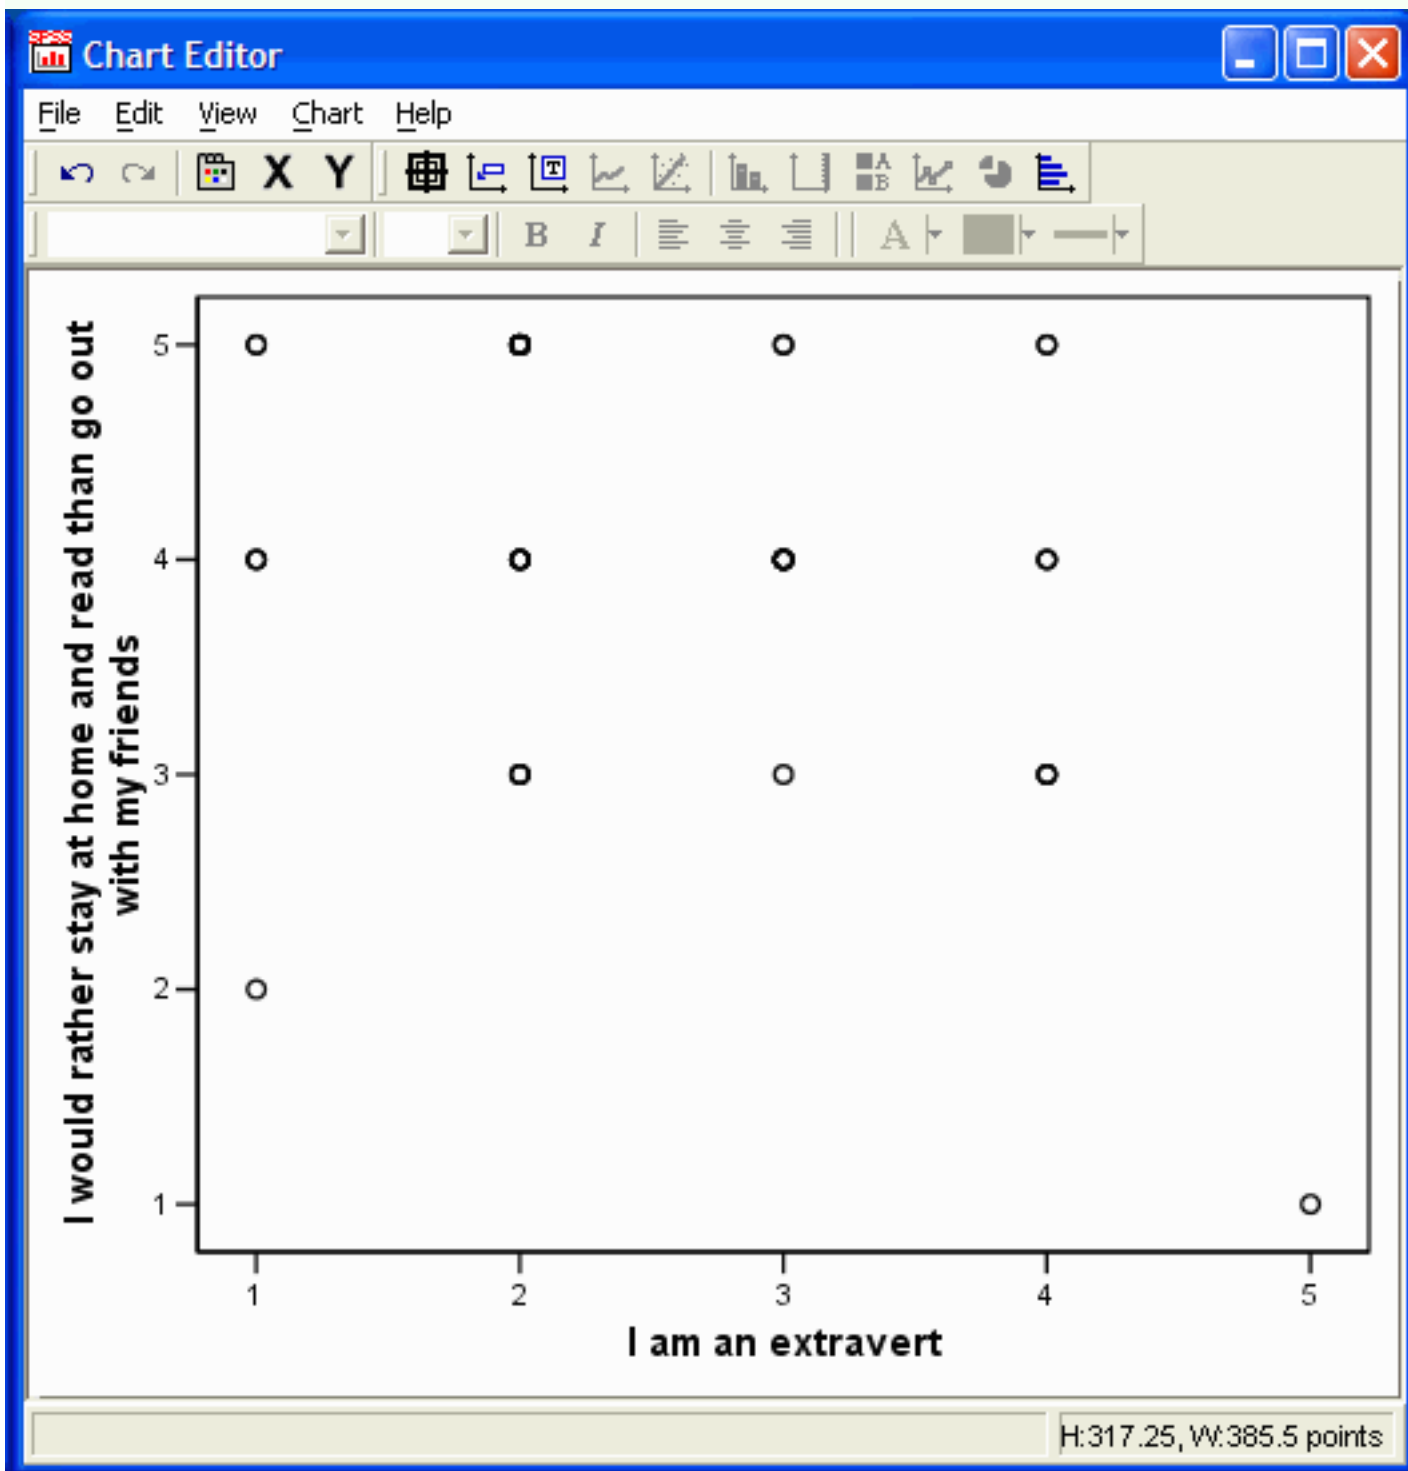 Chart Editor
File Edit View Chart Help
X Y T A B
B I A
I would rather stay at home and read than go out
with my friends
5
4
3
2
1
1 2 3 4 5
I am an extravert
H:317.25, W:385.5 points